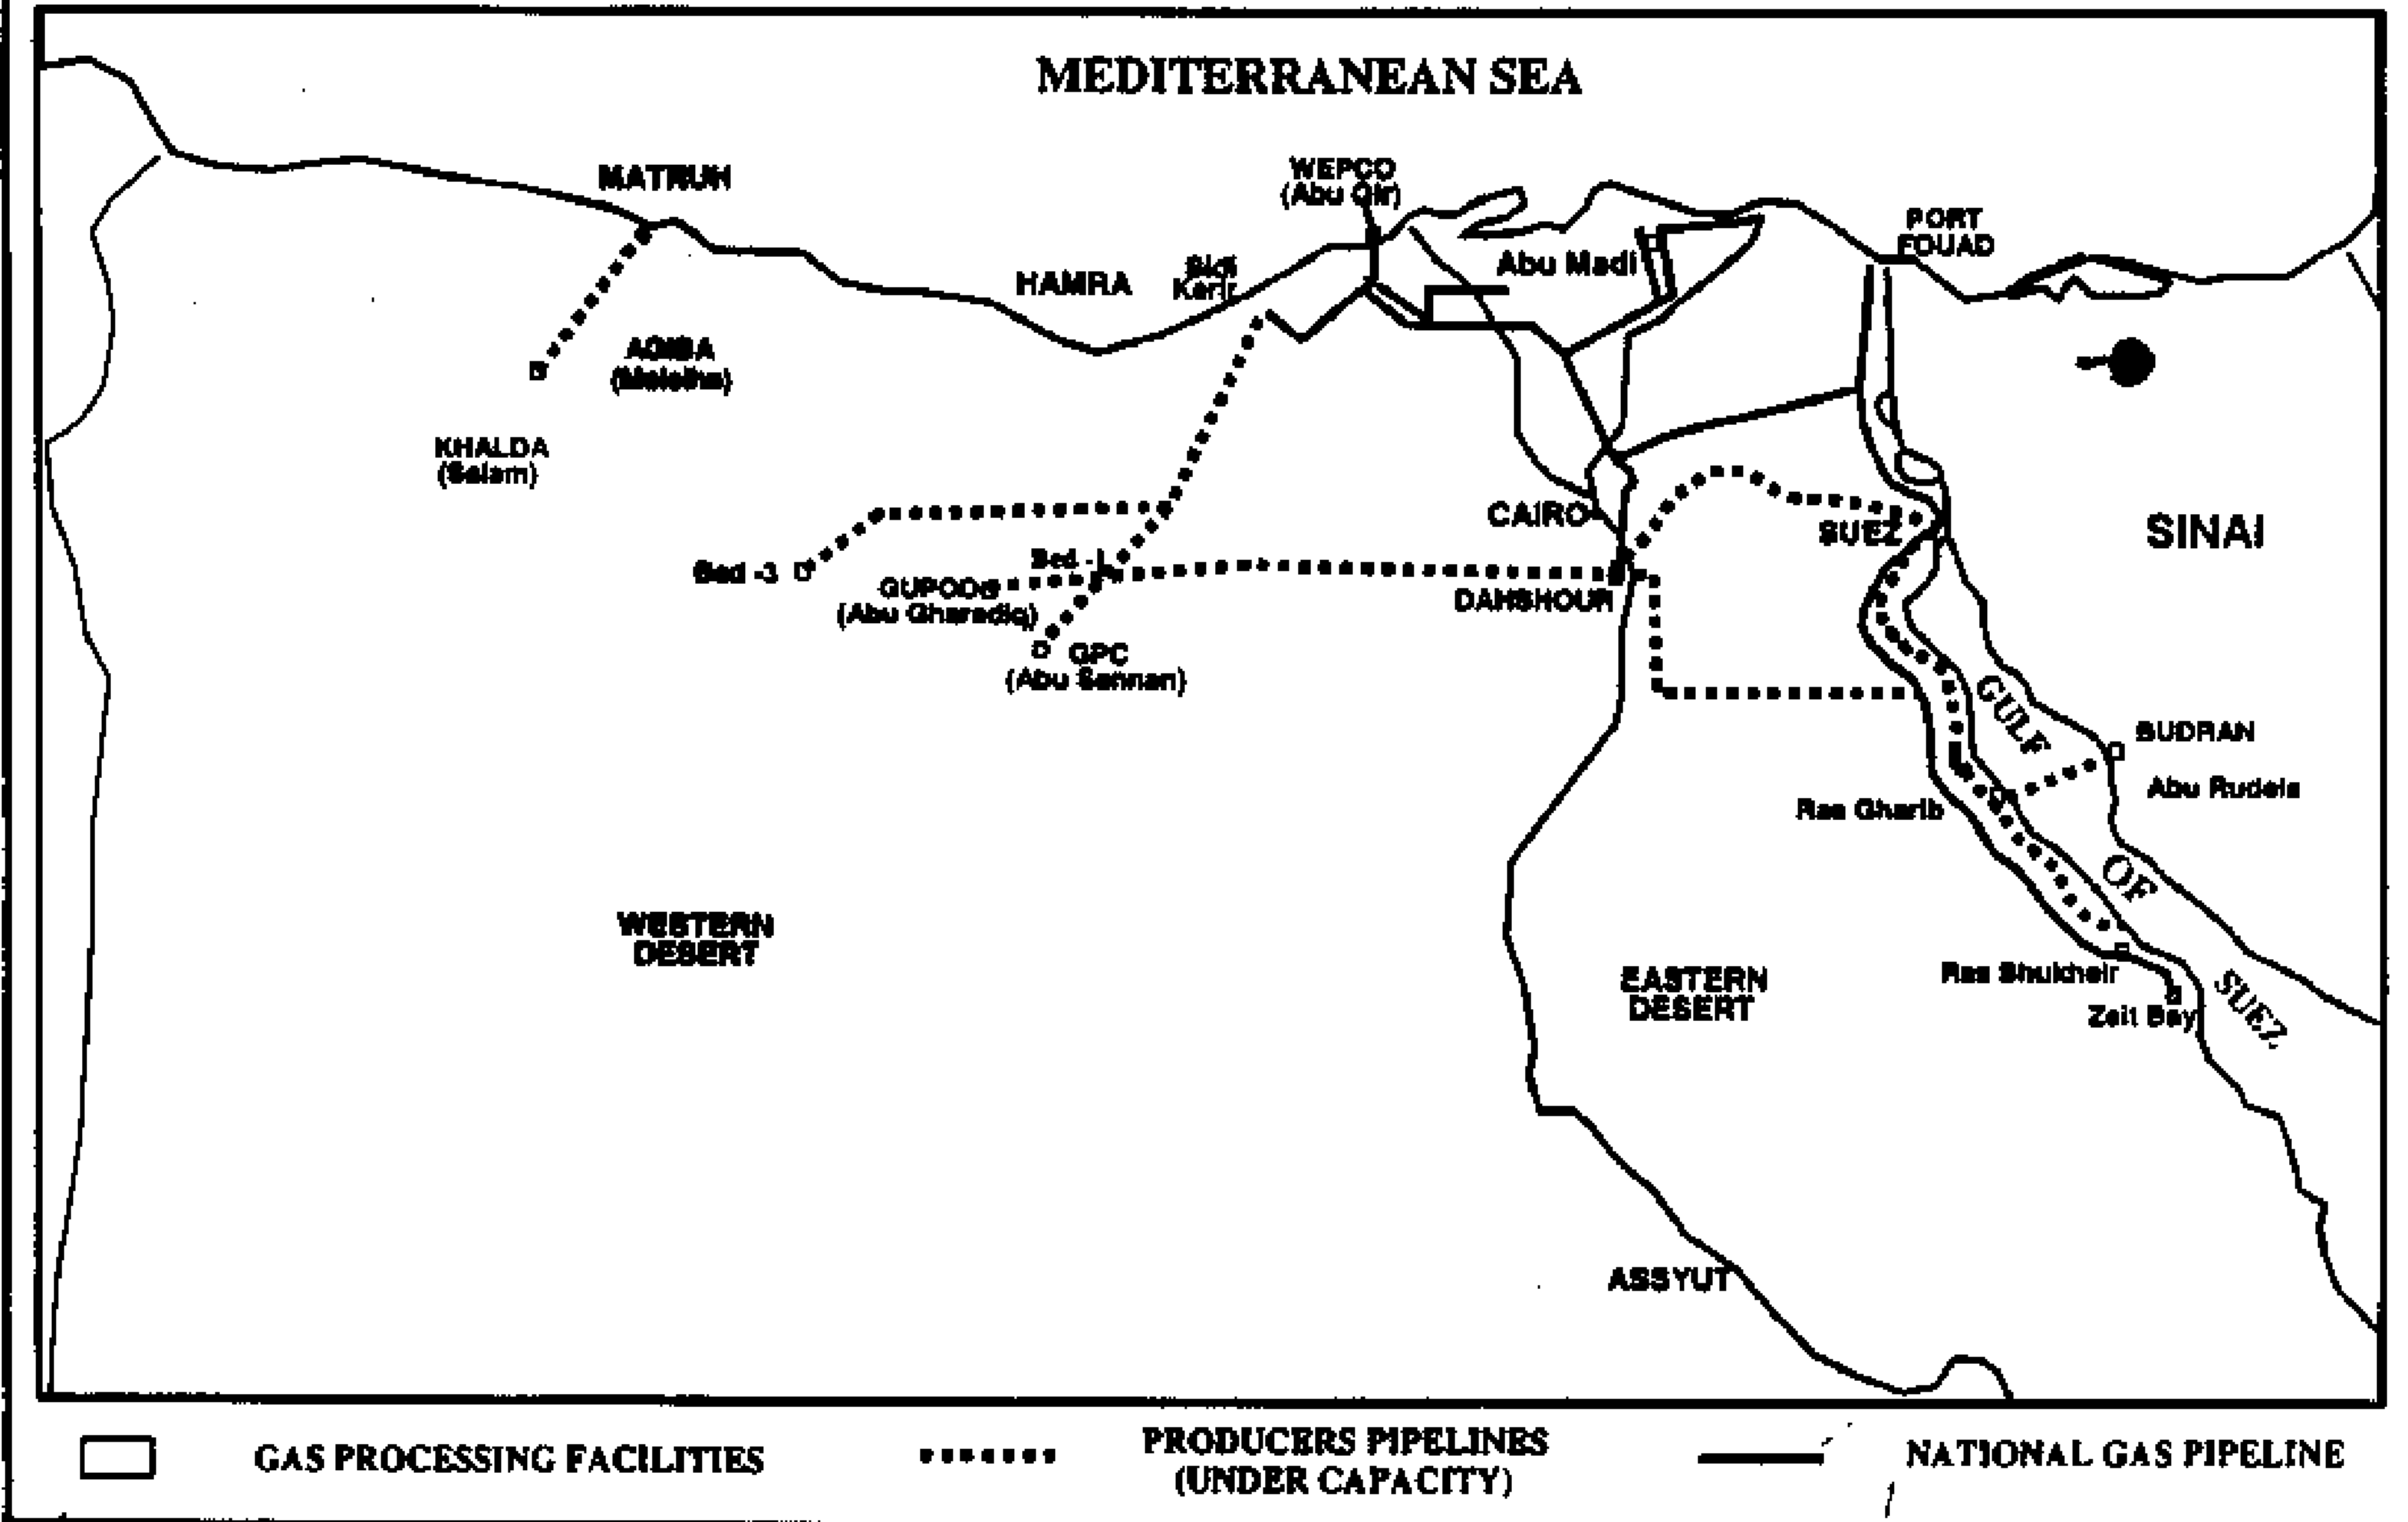 MEDITERRANEAN SEA
MATRUH
WEPCO
(Abu Qir)
PORT
FOUAD
Abu Madi
HAMRA
Sidi
Kerir
AGIBA
(Meleiha)
KHALDA
(Salam)
CAIRO
SUEZ
SINAI
Bed -3
Bed -1
GUPCO
(Abu Gharadiq)
DAHSHOUR
GPC
(Abu Sennan)
GULF
OF
SUEZ
BUDRAN
Abu Rudeis
Ras Gharib
WESTERN
DESERT
EASTERN
DESERT
Ras Shukheir
Zeit Bay
ASSYUT
GAS PROCESSING FACILITIES
PRODUCERS PIPELINES
(UNDER CAPACITY)
NATIONAL GAS PIPELINE